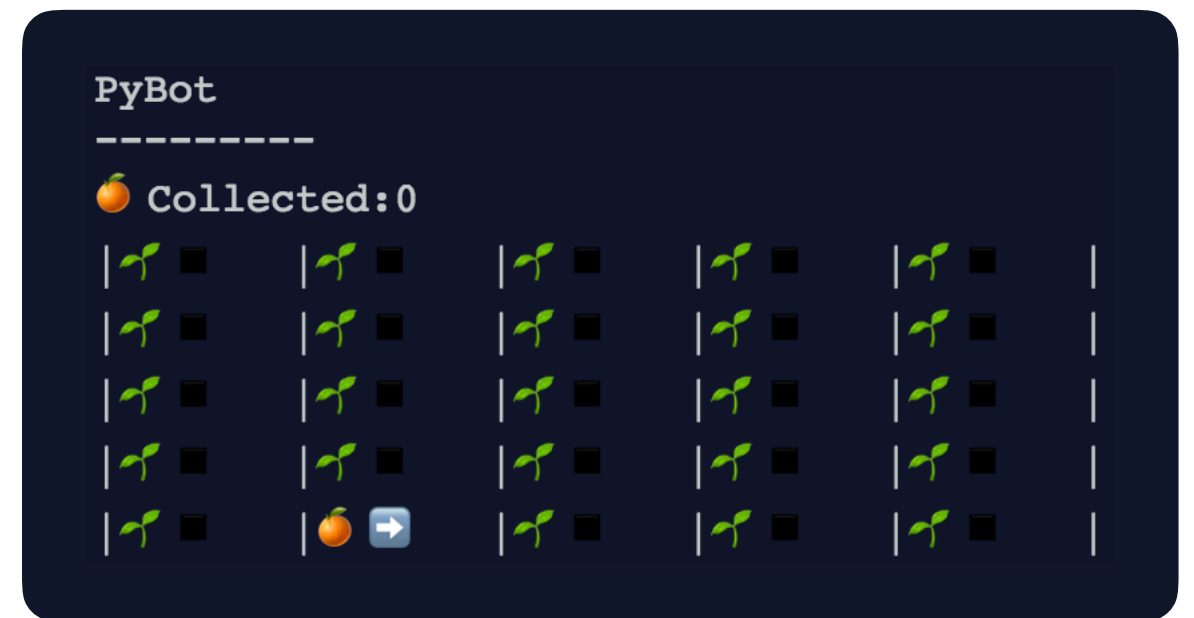 PyBot
---------
🍊 Collected:0
|🌱 ⬛ |🌱 ⬛ |🌱 ⬛ |🌱 ⬛ |🌱 ⬛ |
|🌱 ⬛ |🌱 ⬛ |🌱 ⬛ |🌱 ⬛ |🌱 ⬛ |
|🌱 ⬛ |🌱 ⬛ |🌱 ⬛ |🌱 ⬛ |🌱 ⬛ |
|🌱 ⬛ |🌱 ⬛ |🌱 ⬛ |🌱 ⬛ |🌱 ⬛ |
|🌱 ⬛ |🍊 ➡️ |🌱 ⬛ |🌱 ⬛ |🌱 ⬛ |